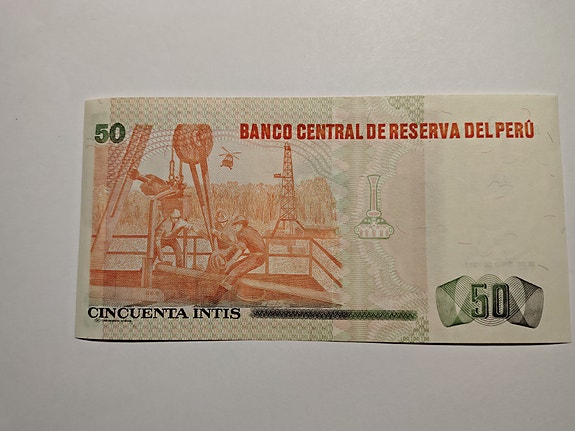 50
BANCO CENTRAL DE RESERVA DEL PERÚ
50
CINCUENTA INTIS